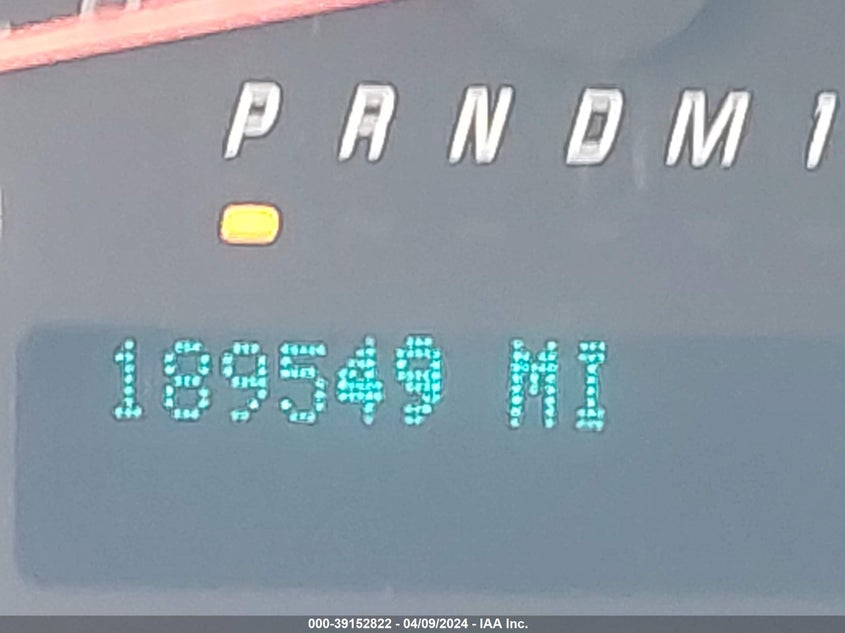 P R N D M 1
189549 MI
000-39152822 - 04/09/2024 - IAA Inc.